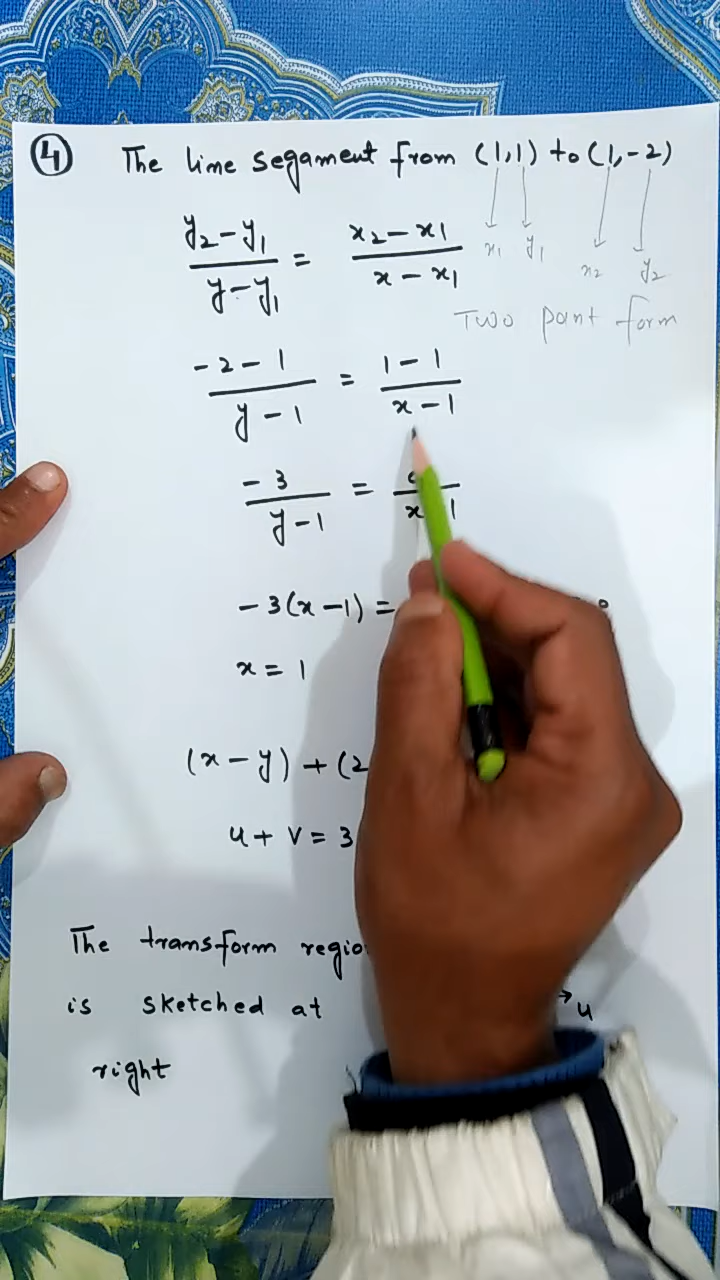 4 The line segament from (1,1) to (1,-2)
x1 y1 x2 y2
y2-y1 / y-y1 = x2-x1 / x-x1
Two pant form
-2-1 / y-1 = 1-1 / x-1
-3 / y-1 = / x-1
-3(x-1) =
x = 1
(x-y)+(2
u+v=3
The transform regio
is sketched at u
right